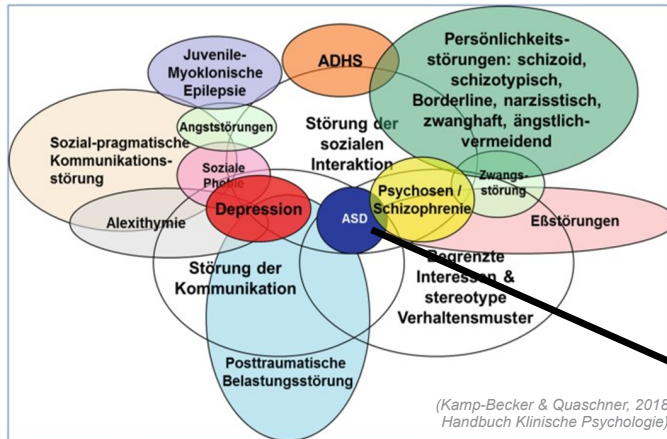 Juvenile-
Myoklonische
Epilepsie
ADHS
Persönlichkeits-
störungen: schizoid,
schizotypisch,
Borderline, narzisstisch,
zwanghaft, ängstlich-
vermeidend
Angststörungen
Sozial-pragmatische
Kommunikations-
störung
Störung der
sozialen
Interaktion
Soziale
Phobie
Zwangs-
störung
Psychosen /
Schizophrenie
Depression
ASD
Alexithymie
Eßstörungen
Störung der
Kommunikation
Begrenzte
Interessen &
stereotype
Verhaltensmuster
Posttraumatische
Belastungsstörung
(Kamp-Becker & Quaschner, 2018
Handbuch Klinische Psychologie)